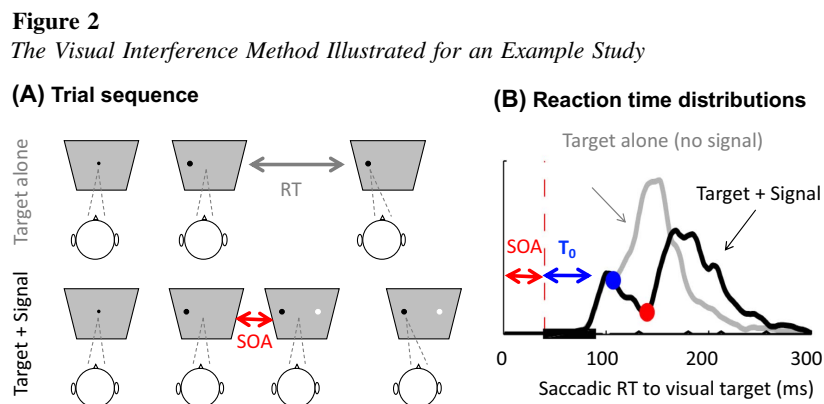 Figure 2
The Visual Interference Method Illustrated for an Example Study
(A) Trial sequence
Target alone
RT
Target + Signal
SOA
(B) Reaction time distributions
Target alone (no signal)
Target + Signal
SOA
T0
0 100 200 300
Saccadic RT to visual target (ms)